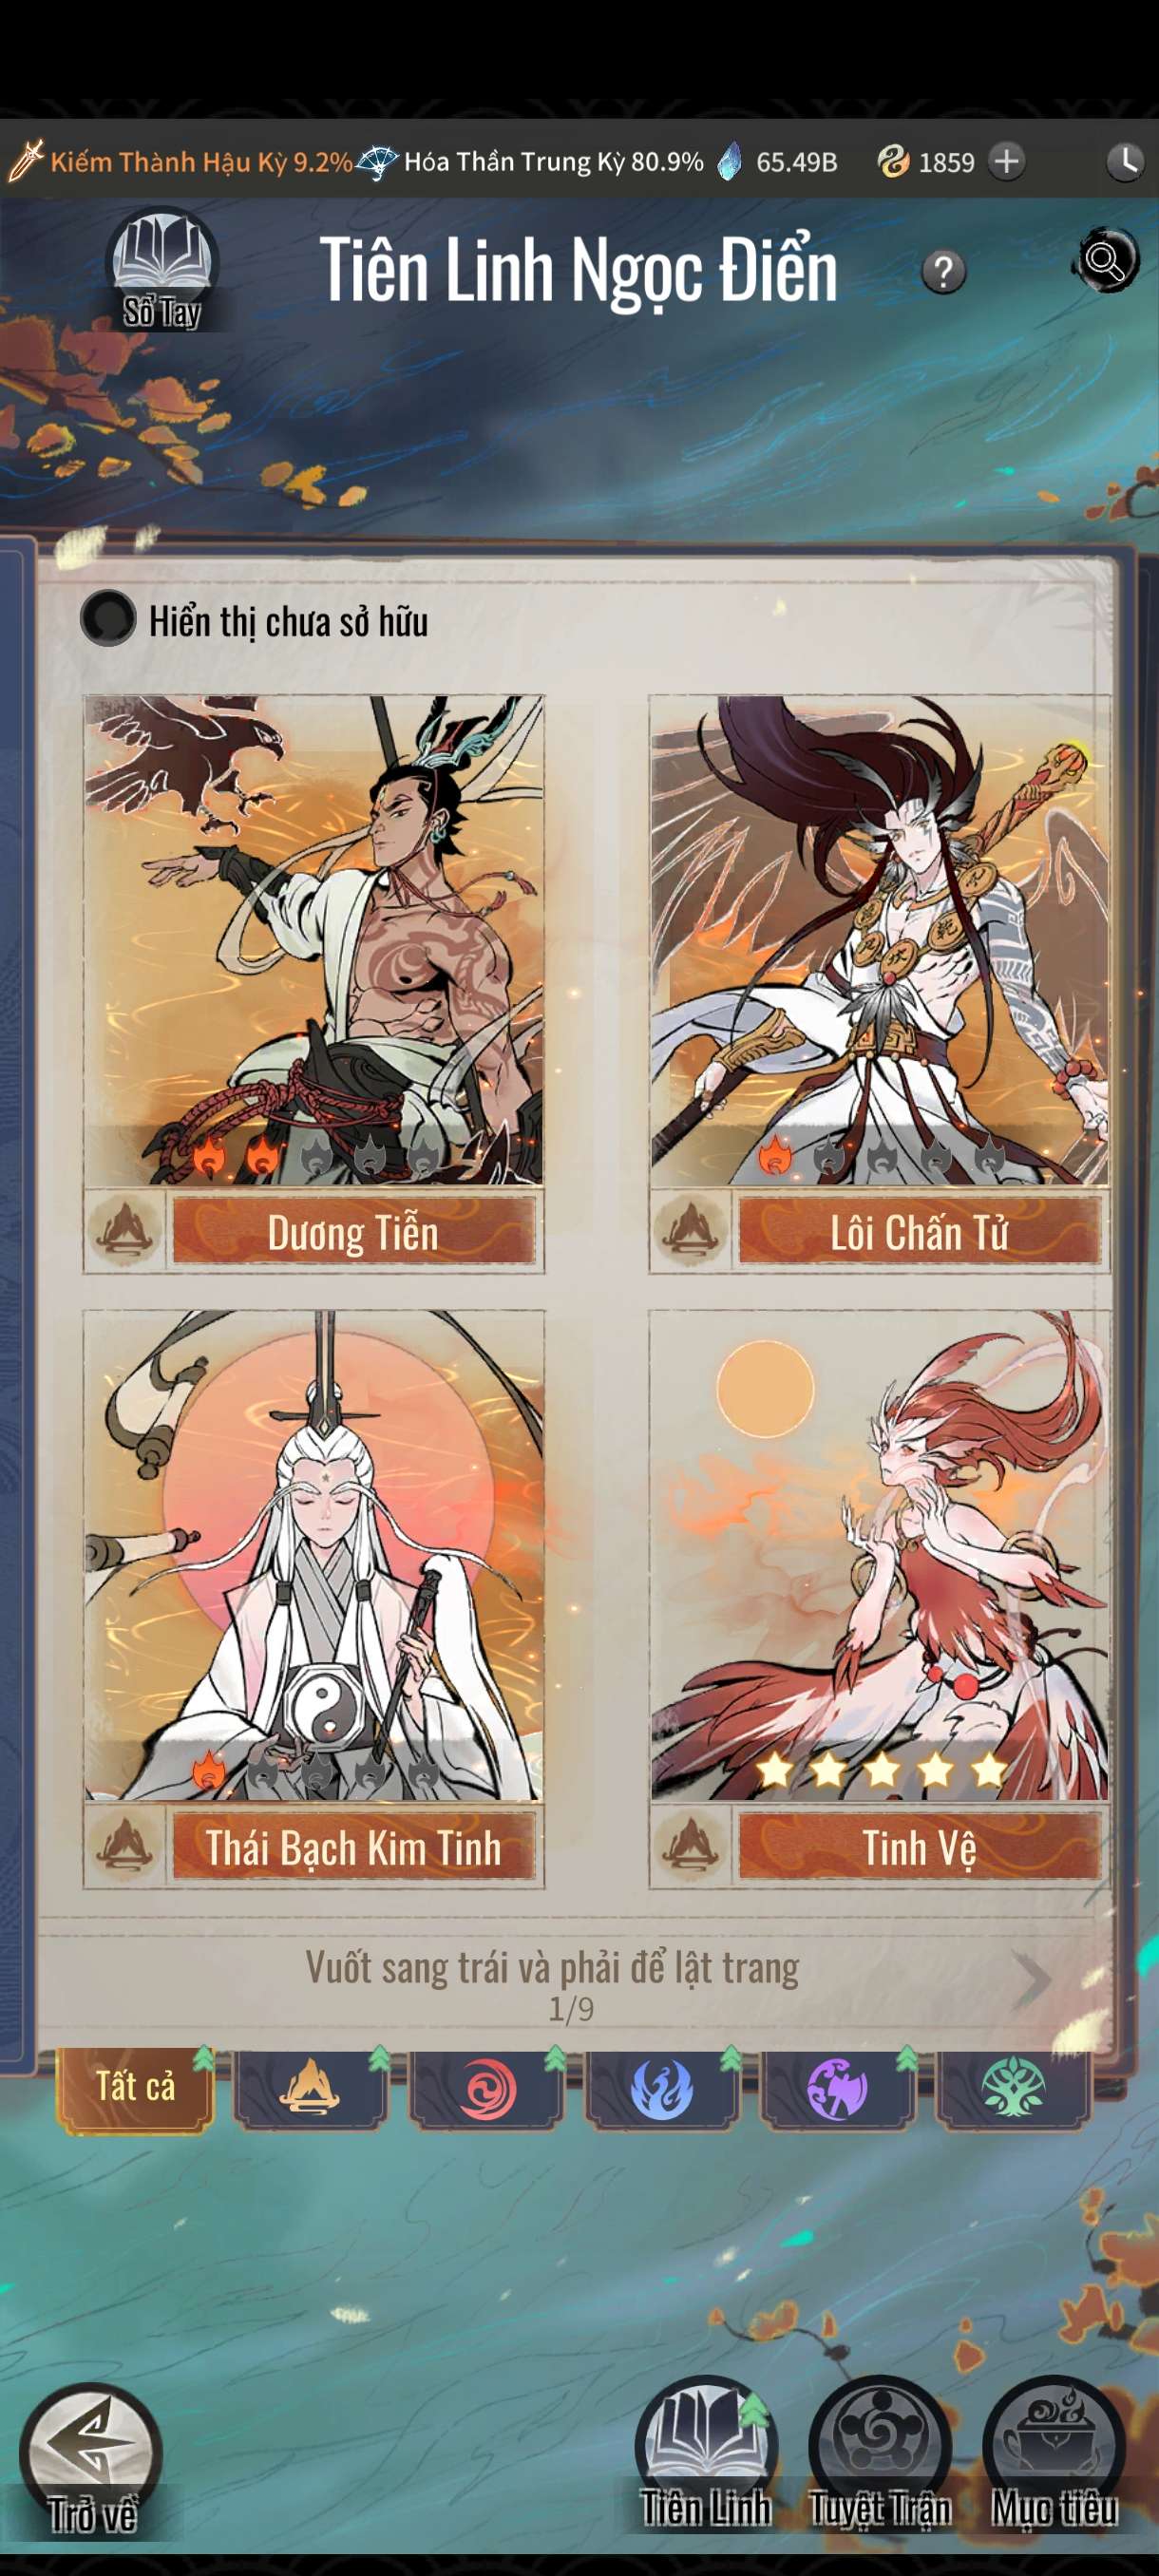 Kiếm Thành Hậu Kỳ 9.2% Hóa Thần Trung Kỳ 80.9% 65.49B 1859
Sổ Tay
Tiên Linh Ngọc Điển
?
Hiển thị chưa sở hữu
Dương Tiễn
Lôi Chấn Tử
Thái Bạch Kim Tinh
Tinh Vệ
Vuốt sang trái và phải để lật trang
1/9
Tất cả
Trở về
Tiên Linh
Tuyệt Trận
Mục tiêu